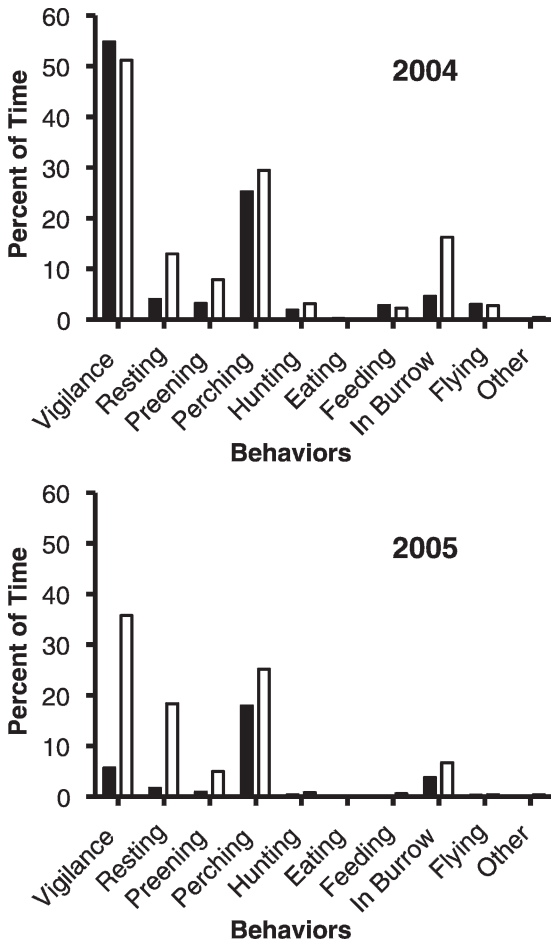 60
50
40
30
20
10
0
Percent of Time
2004
Vigilance
Resting
Preening
Perching
Hunting
Eating
Feeding
In Burrow
Flying
Other
Behaviors
60
50
40
30
20
10
0
Percent of Time
2005
Vigilance
Resting
Preening
Perching
Hunting
Eating
Feeding
In Burrow
Flying
Other
Behaviors